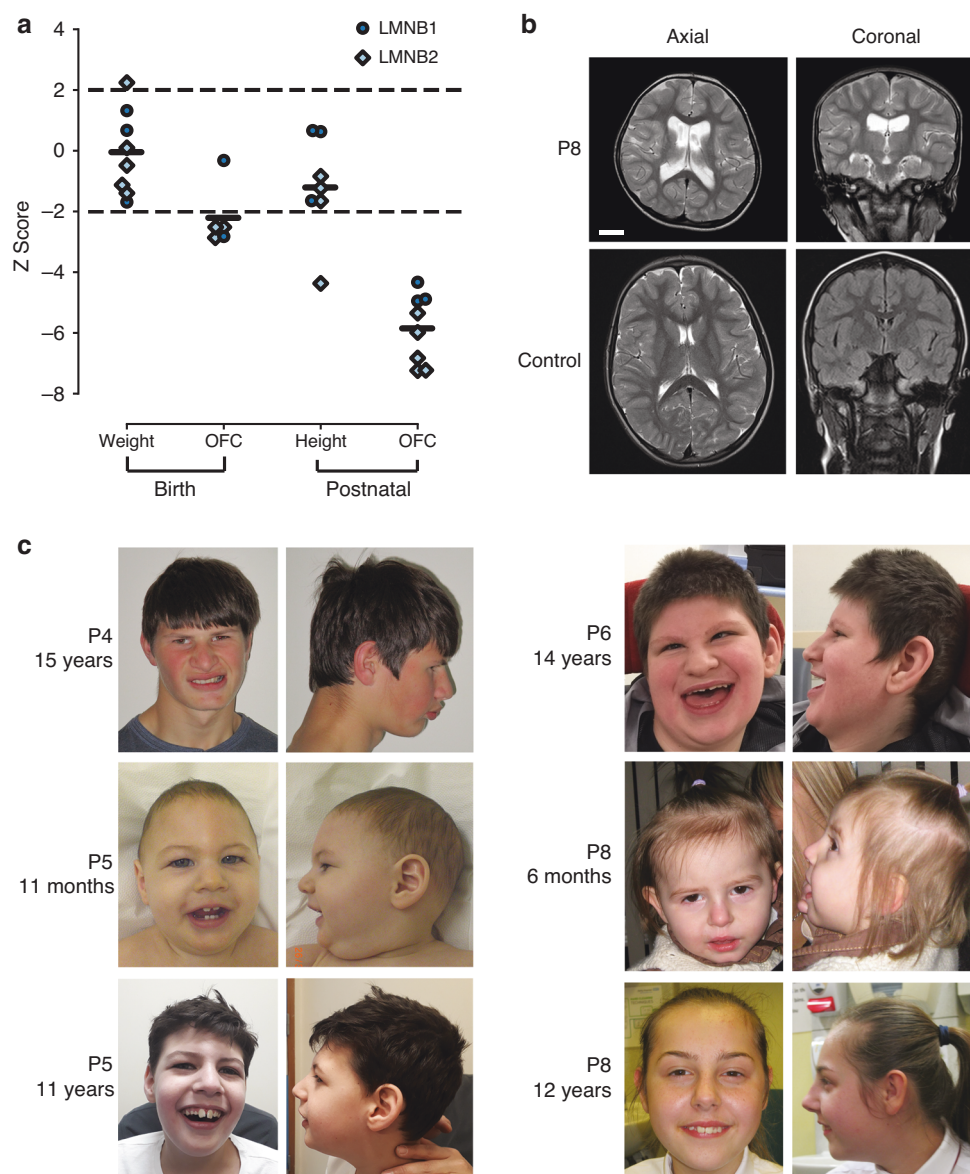 a
4
2
0
–2
–4
–6
–8
Z Score
LMNB1
LMNB2
Weight
OFC
Height
OFC
Birth
Postnatal
b
Axial
Coronal
P8
Control
c
P4
15 years
P5
11 months
P5
11 years
P6
14 years
P8
6 months
P8
12 years